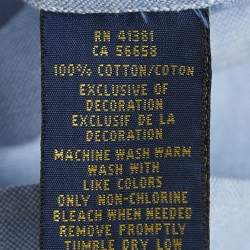 RN 41381
CA 56658
100% COTTON/COTON
EXCLUSIVE OF
DECORATION
EXCLUSIF DE LA
DECORATION
MACHINE WASH WARM
WASH WITH
LIKE COLORS
ONLY NON-CHLORINE
BLEACH WHEN NEEDED
REMOVE PROMPTLY
TUMBLE DRY LOW